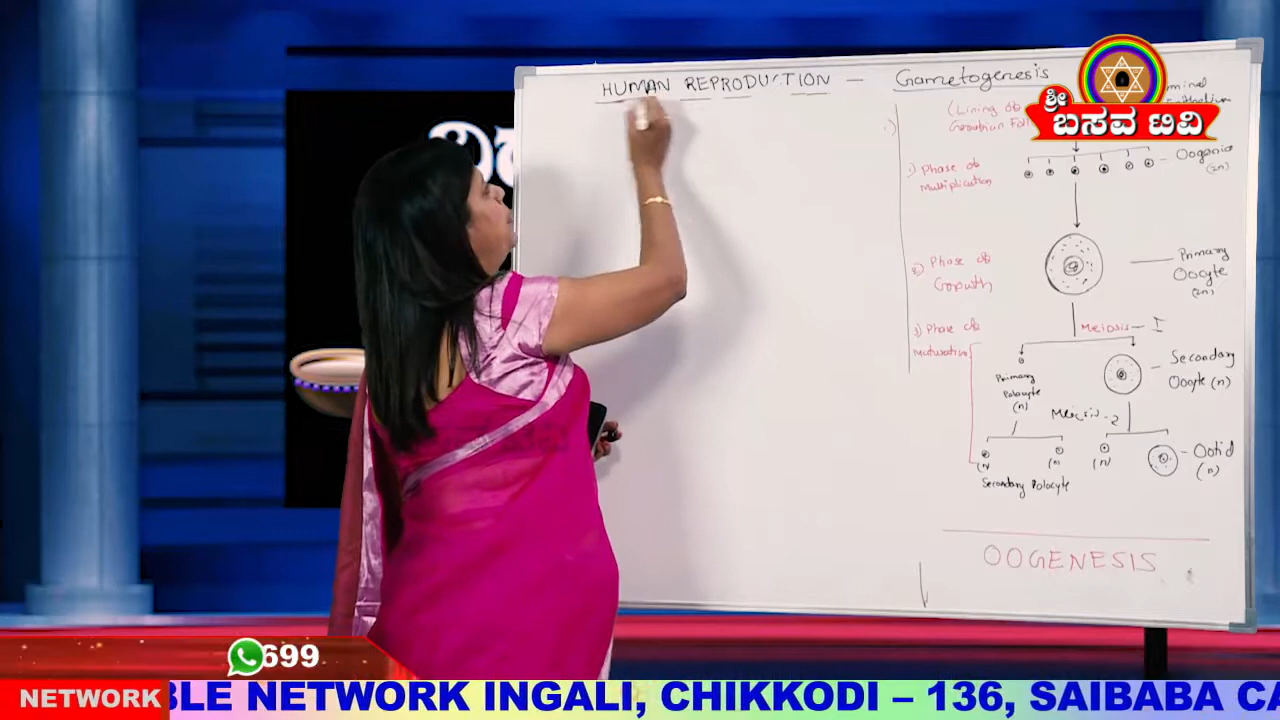 HUMAN REPRODUCTION — Gametogenesis
ಶ್ರೀ
ಬಸವ ಟಿವಿ
(Lining of
1) Phase of
multiplication
Oogonia
(2n)
2) Phase of
Growth
Primary
Oocyte
(2n)
Meiosis - I
3) Phase of
maturation
Secondary
Oocyte (n)
Primary
Polocyte
(n)
Meiosis - 2
Ootid
(n)
(n)
(n)
(n)
Secondary Polocyte
OOGENESIS
699
NETWORK
BLE NETWORK INGALI, CHIKKODI – 136, SAIBABA CA